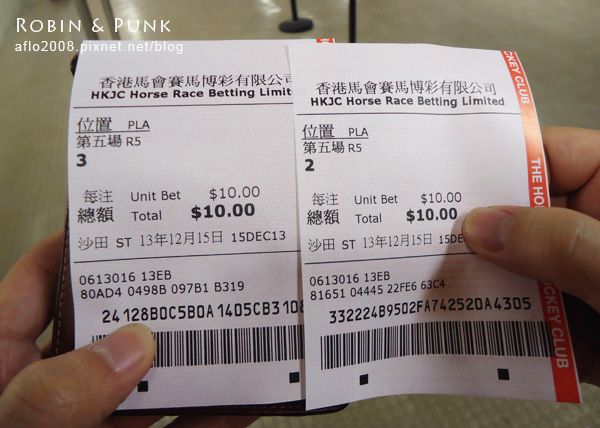 ROBIN & PUNK
aflo2008.pixnet.net/blog
香港馬會賽馬博彩有限公司
HKJC Horse Race Betting Limit
位置 PLA
第五場 R5
3
每注 Unit Bet $10.00
總額 Total $10.00
沙田 ST 13年12月15日 15DEC13
0613016 13EB
80AD4 0498B 097B1 B319
24128B0C5B0A 1405CB3108
香港馬會賽馬博彩有限公司
HKJC Horse Race Betting Limited
位置 PLA
第五場 R5
2
每注 Unit Bet $10.00
總額 Total $10.00
沙田 ST 13年12月15日 15DE
0613016 13EB
81651 04445 22FE6 63C4
332224B9502FA742520A4305
JOCKEY CLUB
THE HO
JOCKEY CLUB